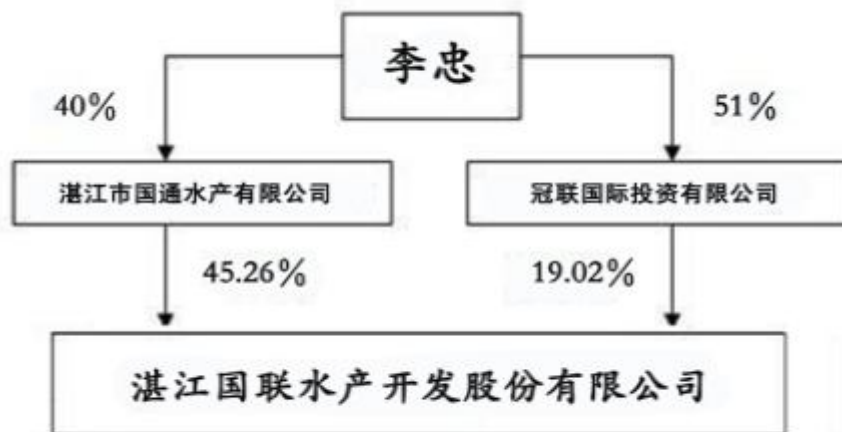 李忠
40%
51%
湛江市国通水产有限公司
冠联国际投资有限公司
45.26%
19.02%
湛江国联水产开发股份有限公司